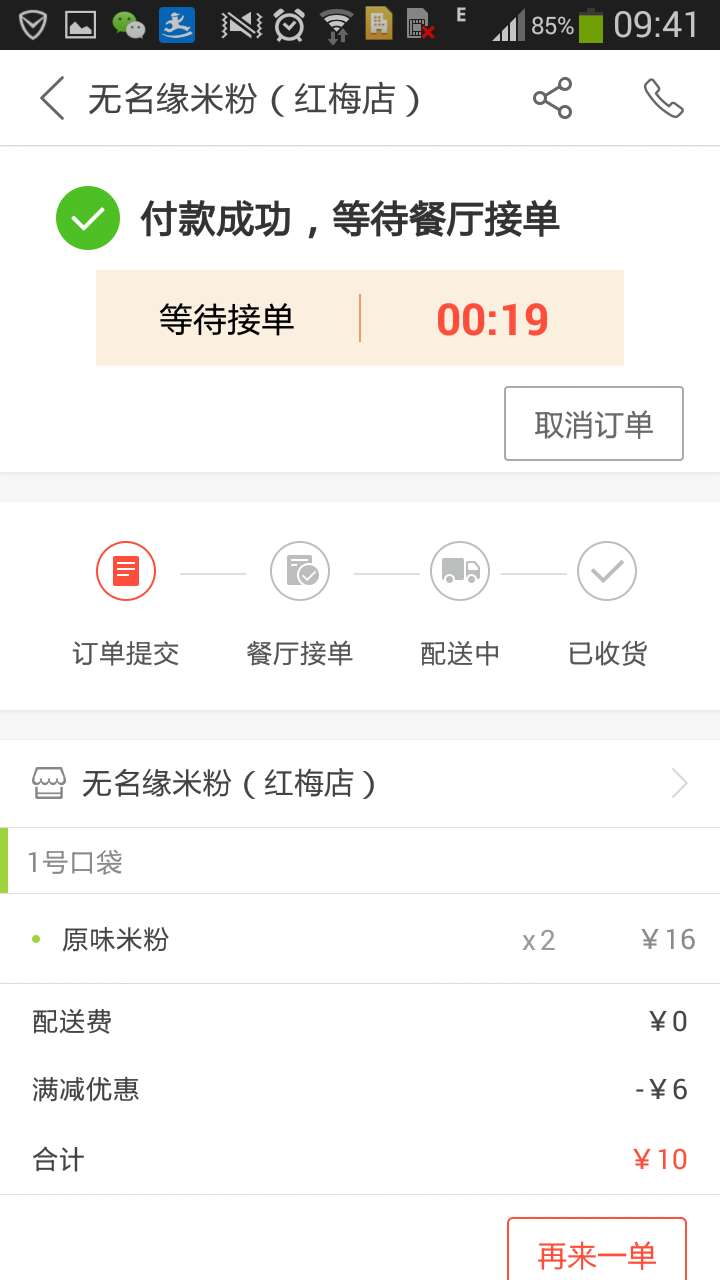 E 85% 09:41
无名缘米粉（红梅店）
付款成功，等待餐厅接单
等待接单 00:19
取消订单
订单提交 餐厅接单 配送中 已收货
无名缘米粉（红梅店）
1号口袋
原味米粉 x2 ¥16
配送费 ¥0
满减优惠 -¥6
合计 ¥10
再来一单